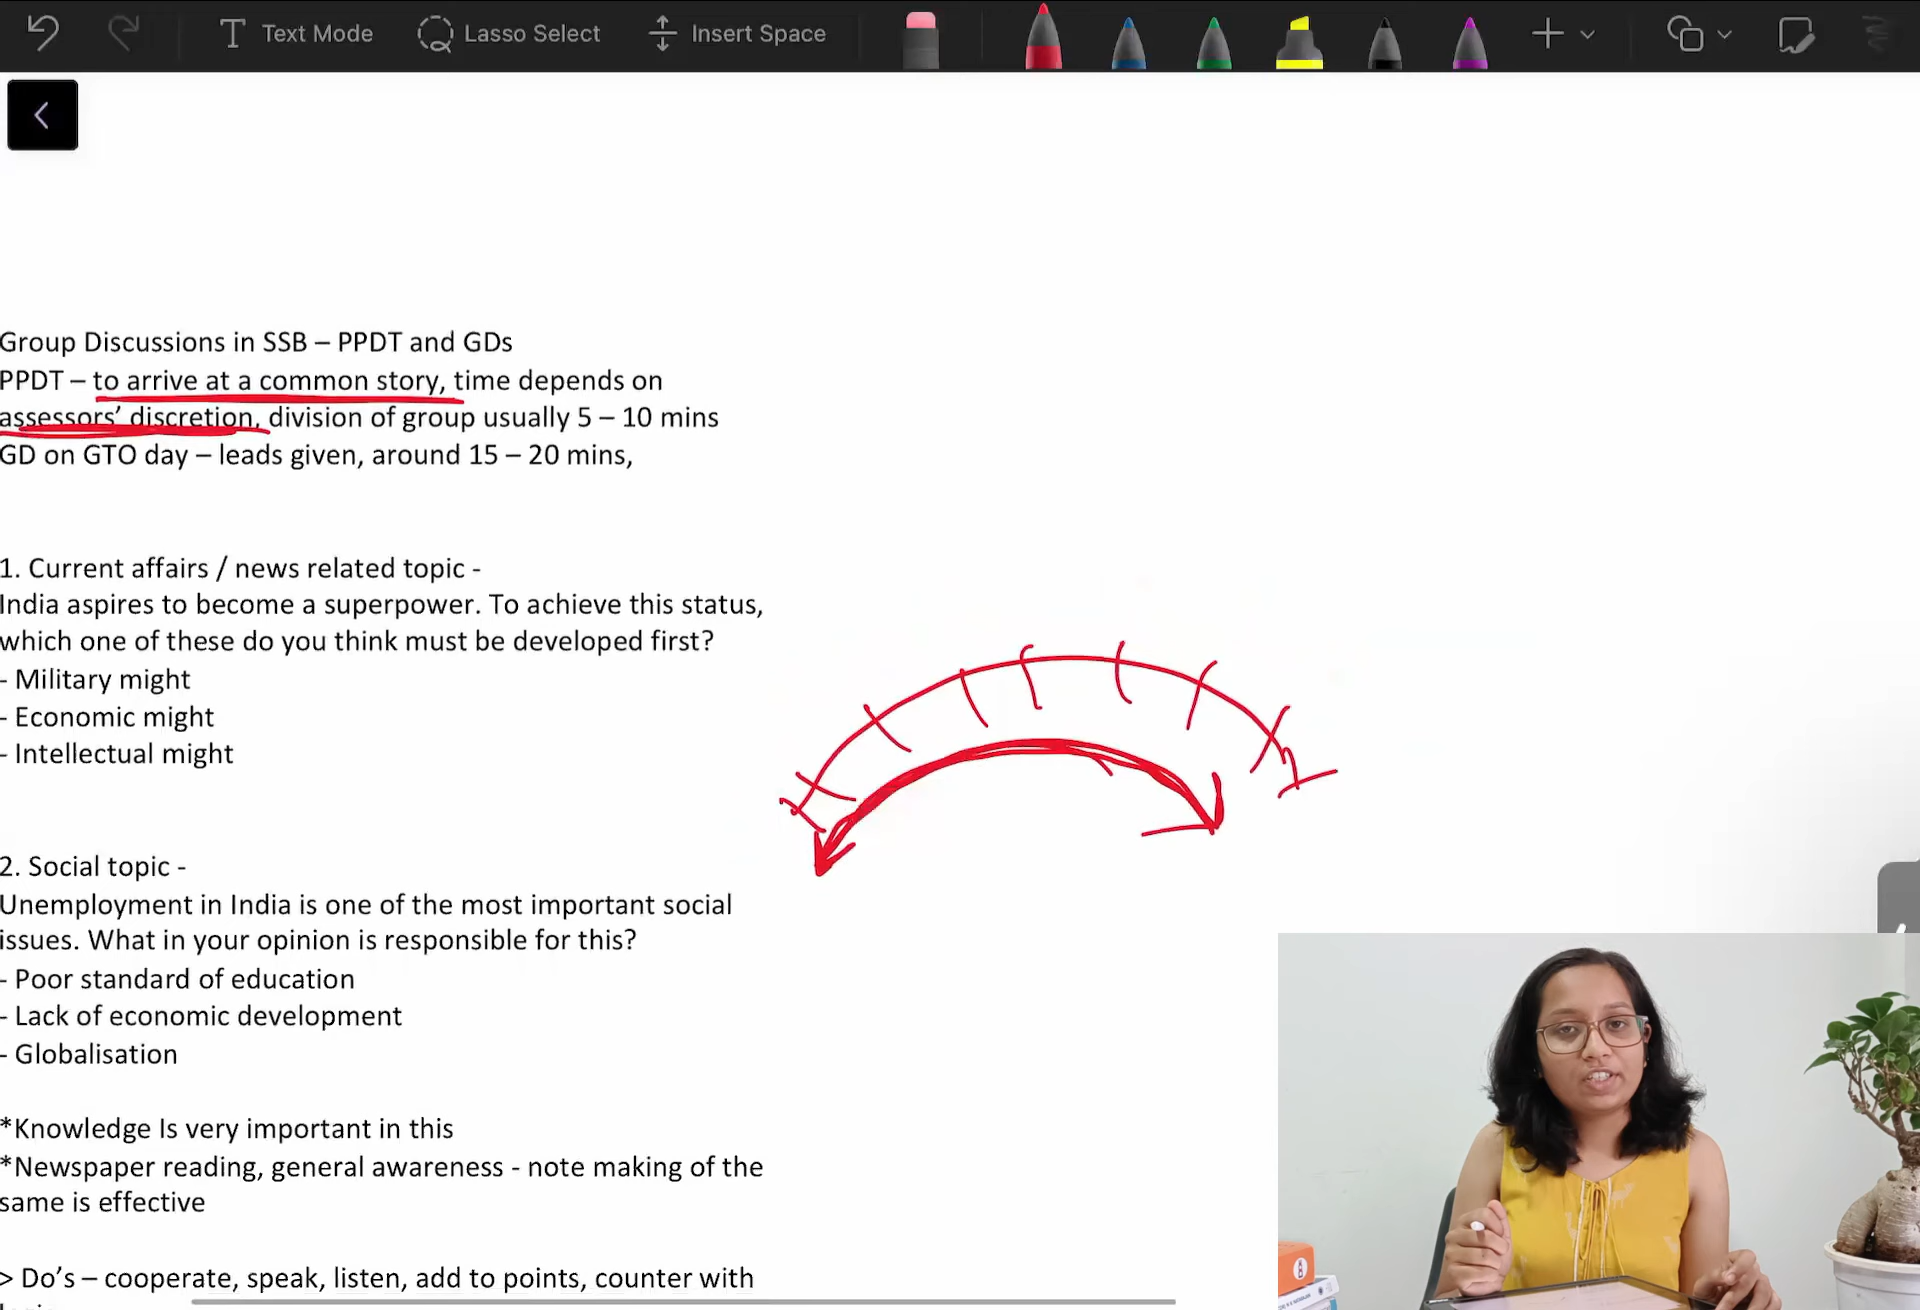 Text Mode
Lasso Select
Insert Space
Group Discussions in SSB – PPDT and GDs
PPDT – to arrive at a common story, time depends on
assessors’ discretion, division of group usually 5 – 10 mins
GD on GTO day – leads given, around 15 – 20 mins,
1. Current affairs / news related topic -
India aspires to become a superpower. To achieve this status,
which one of these do you think must be developed first?
- Military might
- Economic might
- Intellectual might
2. Social topic -
Unemployment in India is one of the most important social
issues. What in your opinion is responsible for this?
- Poor standard of education
- Lack of economic development
- Globalisation
*Knowledge Is very important in this
*Newspaper reading, general awareness - note making of the
same is effective
> Do’s – cooperate, speak, listen, add to points, counter with